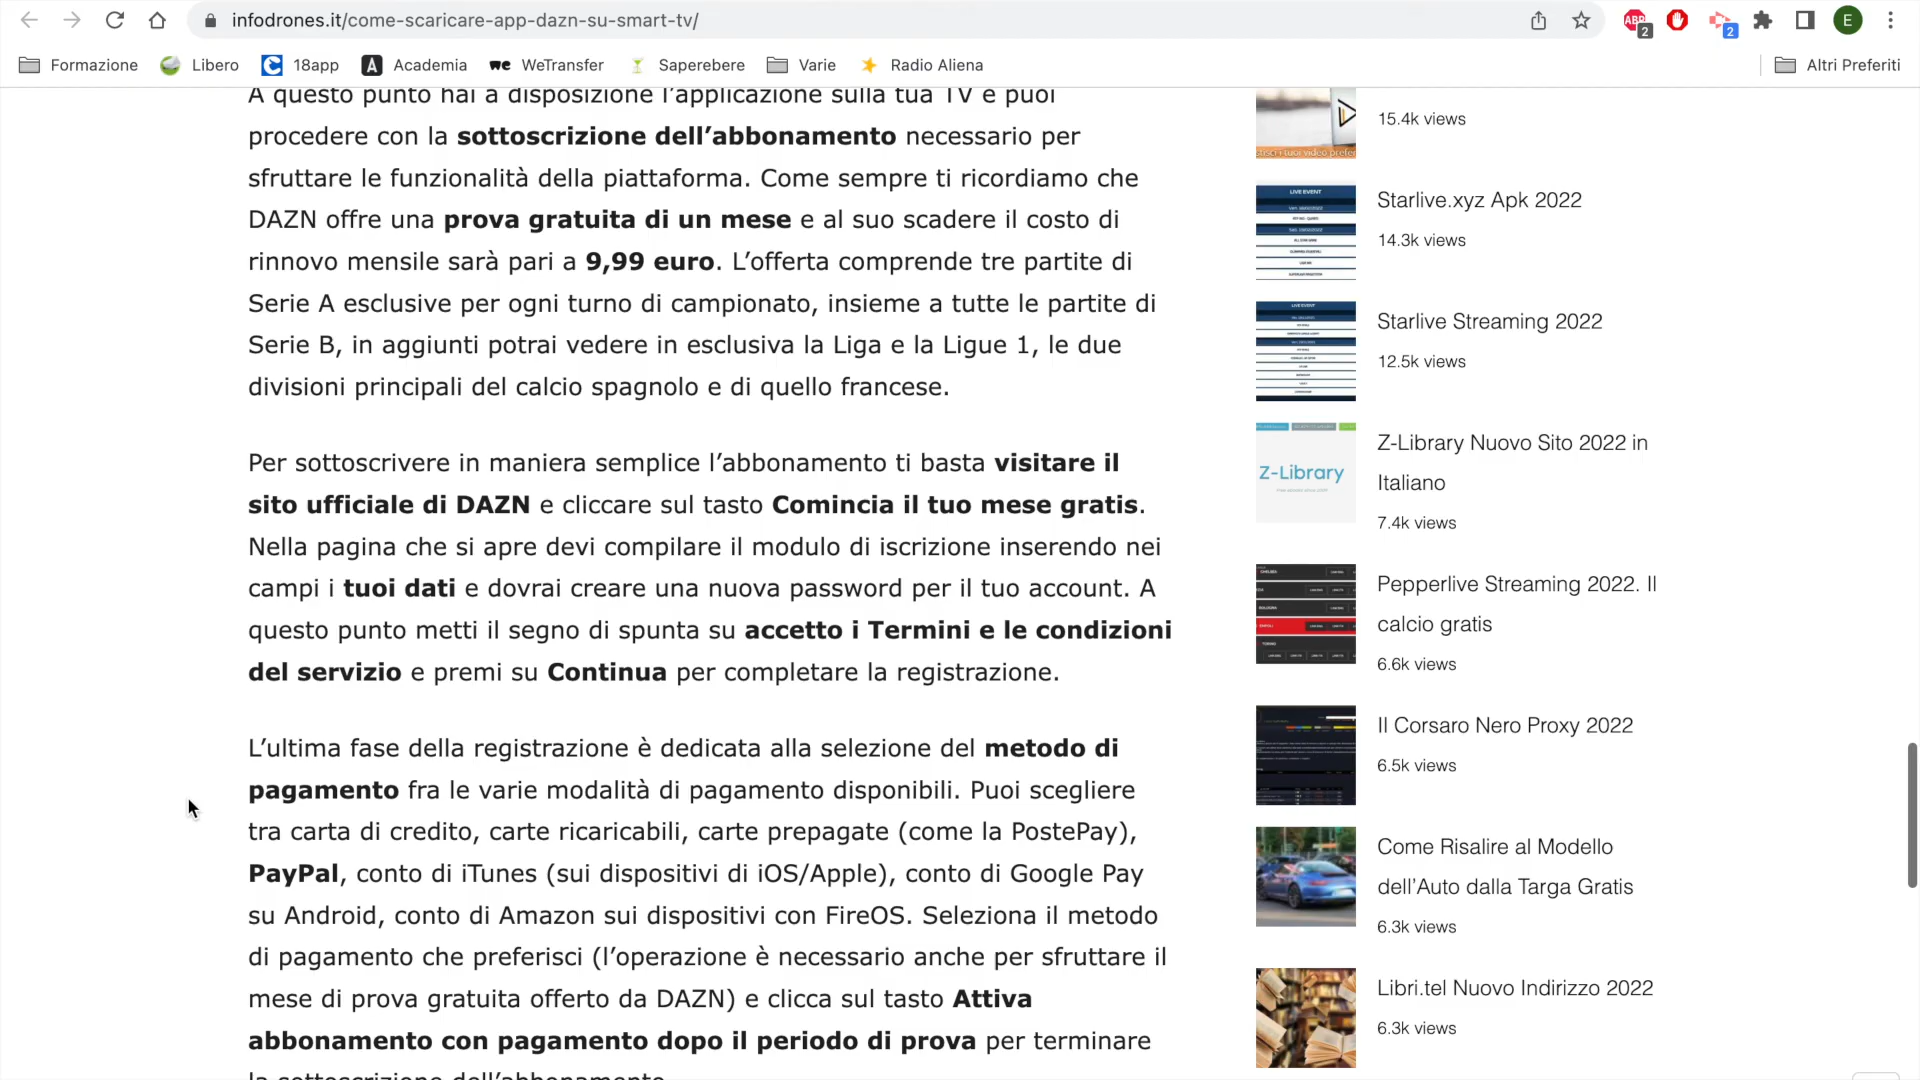 infodrones.it/come-scaricare-app-dazn-su-smart-tv/
ABP
2
2
E
Formazione
Libero
18app
A
Academia
we
WeTransfer
Saperebere
Varie
Radio Aliena
Altri Preferiti
A questo punto hai a disposizione l'applicazione sulla tua TV e puoi
procedere con la sottoscrizione dell'abbonamento necessario per
sfruttare le funzionalità della piattaforma. Come sempre ti ricordiamo che
DAZN offre una prova gratuita di un mese e al suo scadere il costo di
rinnovo mensile sarà pari a 9,99 euro. L'offerta comprende tre partite di
Serie A esclusive per ogni turno di campionato, insieme a tutte le partite di
Serie B, in aggiunti potrai vedere in esclusiva la Liga e la Ligue 1, le due
divisioni principali del calcio spagnolo e di quello francese.
Per sottoscrivere in maniera semplice l'abbonamento ti basta visitare il
sito ufficiale di DAZN e cliccare sul tasto Comincia il tuo mese gratis.
Nella pagina che si apre devi compilare il modulo di iscrizione inserendo nei
campi i tuoi dati e dovrai creare una nuova password per il tuo account. A
questo punto metti il segno di spunta su accetto i Termini e le condizioni
del servizio e premi su Continua per completare la registrazione.
L'ultima fase della registrazione è dedicata alla selezione del metodo di
pagamento fra le varie modalità di pagamento disponibili. Puoi scegliere
tra carta di credito, carte ricaricabili, carte prepagate (come la PostePay),
PayPal, conto di iTunes (sui dispositivi di iOS/Apple), conto di Google Pay
su Android, conto di Amazon sui dispositivi con FireOS. Seleziona il metodo
di pagamento che preferisci (l'operazione è necessario anche per sfruttare il
mese di prova gratuita offerto da DAZN) e clicca sul tasto Attiva
abbonamento con pagamento dopo il periodo di prova per terminare
la sottoscrizione dell'abbonamento
15.4k views
LIVE EVENT
Starlive.xyz Apk 2022
14.3k views
LIVE EVENT
Starlive Streaming 2022
12.5k views
Z-Library
Z-Library Nuovo Sito 2022 in
Italiano
7.4k views
Pepperlive Streaming 2022. Il
calcio gratis
6.6k views
Il Corsaro Nero Proxy 2022
6.5k views
Come Risalire al Modello
dell'Auto dalla Targa Gratis
6.3k views
Libri.tel Nuovo Indirizzo 2022
6.3k views